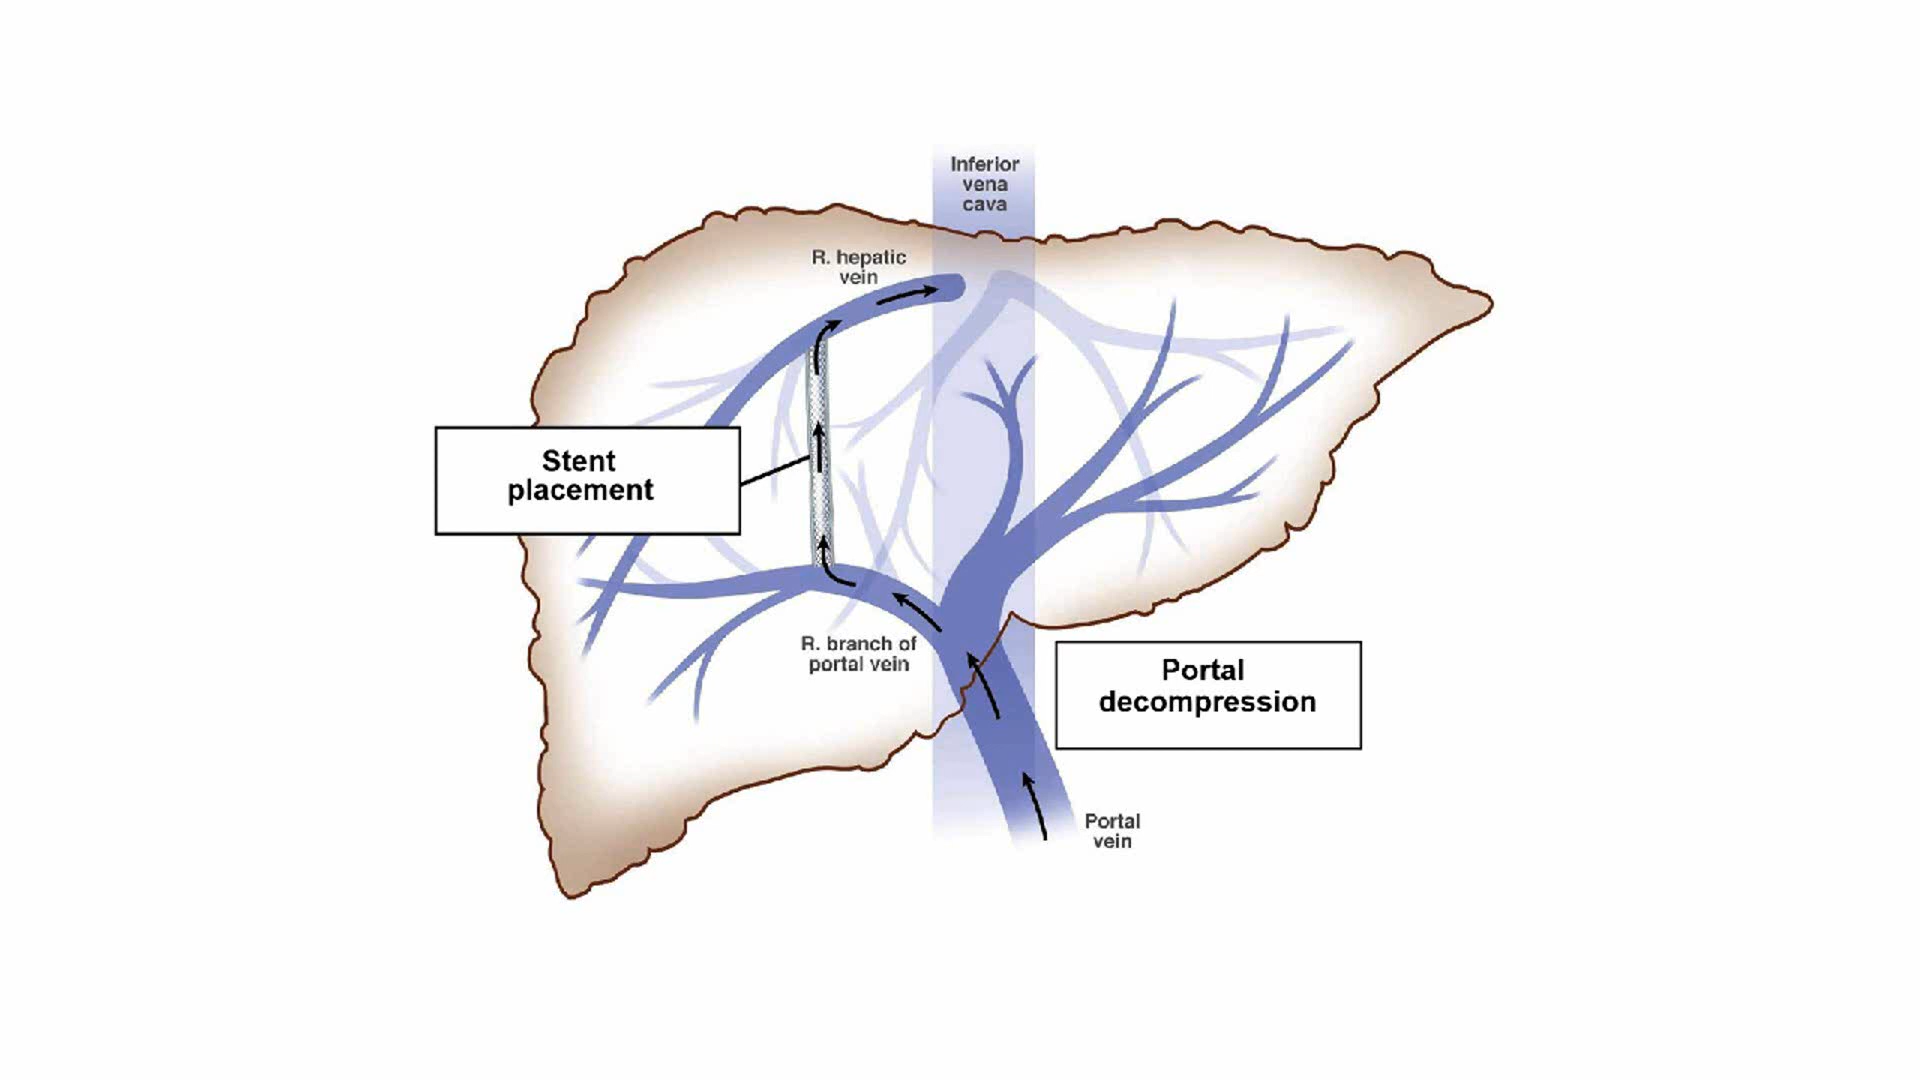 Inferior
vena
cava
R. hepatic
vein
Stent
placement
R. branch of
portal vein
Portal
decompression
Portal
vein